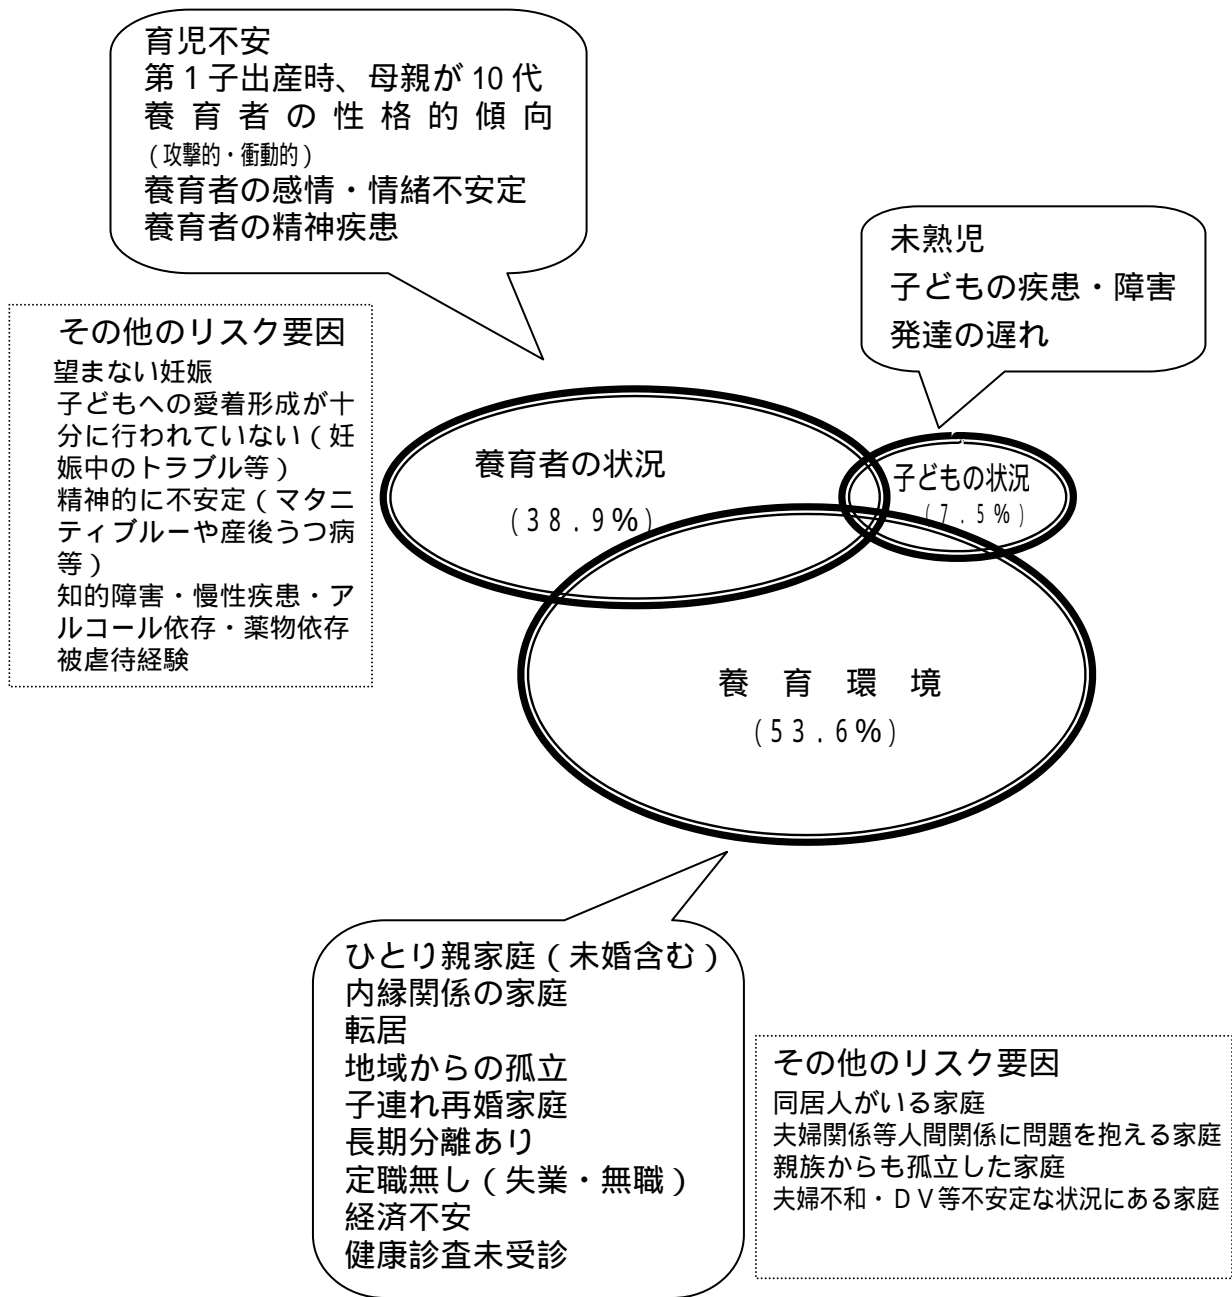 育児不安
第1子出産時、母親が10代
養育者の性格的傾向
(攻撃的・衝動的)
養育者の感情・情緒不安定
養育者の精神疾患
未熟児
子どもの疾患・障害
発達の遅れ
その他のリスク要因
望まない妊娠
子どもへの愛着形成が十
分に行われていない(妊
娠中のトラブル等)
精神的に不安定(マタニ
ティブルーや産後うつ病
等)
知的障害・慢性疾患・ア
ルコール依存・薬物依存
被虐待経験
養育者の状況
(38.9%)
子どもの状況
(7.5%)
養育環境
(53.6%)
ひとり親家庭(未婚含む)
内縁関係の家庭
転居
地域からの孤立
子連れ再婚家庭
長期分離あり
定職無し(失業・無職)
経済不安
健康診査未受診
その他のリスク要因
同居人がいる家庭
夫婦関係等人間関係に問題を抱える家庭
親族からも孤立した家庭
夫婦不和・DV等不安定な状況にある家庭